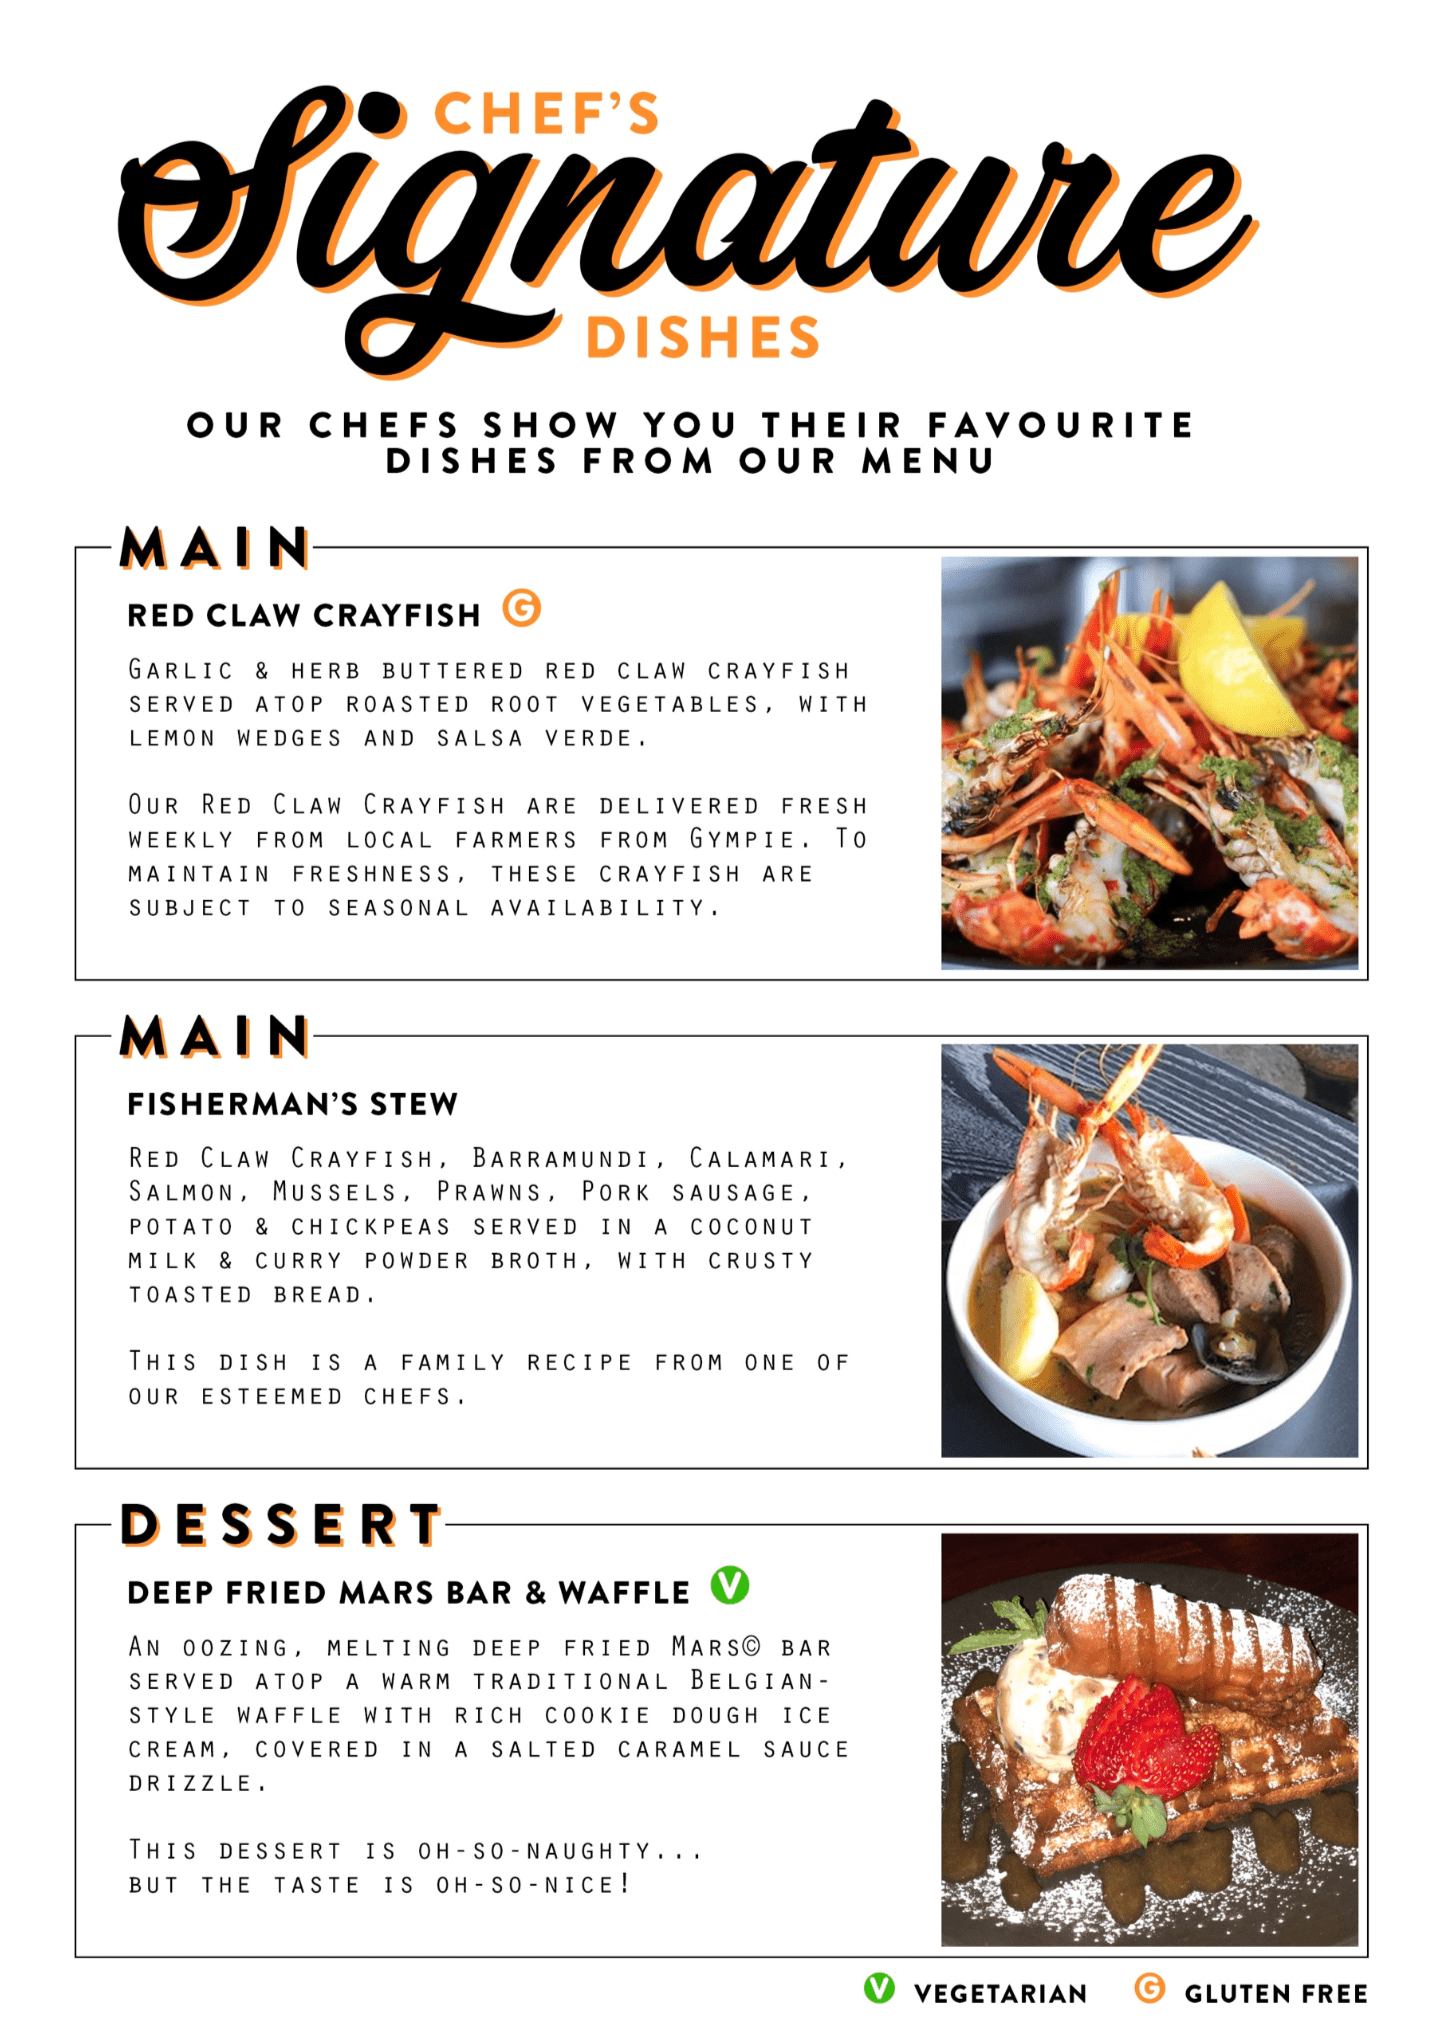 CHEF'S
Signature
DISHES
OUR CHEFS SHOW YOU THEIR FAVOURITE
DISHES FROM OUR MENU
MAIN
RED CLAW CRAYFISH G
GARLIC & HERB BUTTERED RED CLAW CRAYFISH
SERVED ATOP ROASTED ROOT VEGETABLES, WITH
LEMON WEDGES AND SALSA VERDE.
OUR RED CLAW CRAYFISH ARE DELIVERED FRESH
WEEKLY FROM LOCAL FARMERS FROM GYMPIE. TO
MAINTAIN FRESHNESS, THESE CRAYFISH ARE
SUBJECT TO SEASONAL AVAILABILITY.
MAIN
FISHERMAN'S STEW
RED CLAW CRAYFISH, BARRAMUNDI, CALAMARI,
SALMON, MUSSELS, PRAWNS, PORK SAUSAGE,
POTATO & CHICKPEAS SERVED IN A COCONUT
MILK & CURRY POWDER BROTH, WITH CRUSTY
TOASTED BREAD.
THIS DISH IS A FAMILY RECIPE FROM ONE OF
OUR ESTEEMED CHEFS.
DESSERT
DEEP FRIED MARS BAR & WAFFLE V
AN OOZING, MELTING DEEP FRIED MARS© BAR
SERVED ATOP A WARM TRADITIONAL BELGIAN-
STYLE WAFFLE WITH RICH COOKIE DOUGH ICE
CREAM, COVERED IN A SALTED CARAMEL SAUCE
DRIZZLE.
THIS DESSERT IS OH-SO-NAUGHTY...
BUT THE TASTE IS OH-SO-NICE!
V VEGETARIAN G GLUTEN FREE